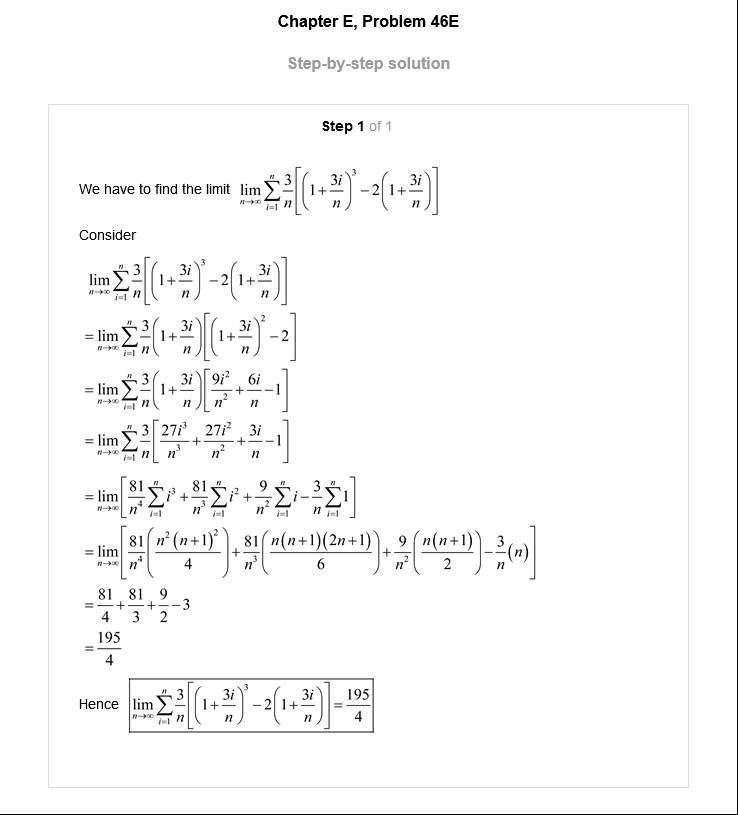 Chapter E, Problem 46E
Step-by-step solution
Step 1 of 1
We have to find the limit $\lim_{n\to\infty}\sum_{i=1}^{n}\frac{3}{n}\left[\left(1+\frac{3i}{n}\right)^3-2\left(1+\frac{3i}{n}\right)\right]$
Consider
$\lim_{n\to\infty}\sum_{i=1}^{n}\frac{3}{n}\left[\left(1+\frac{3i}{n}\right)^3-2\left(1+\frac{3i}{n}\right)\right]$
$=\lim_{n\to\infty}\sum_{i=1}^{n}\frac{3}{n}\left(1+\frac{3i}{n}\right)\left[\left(1+\frac{3i}{n}\right)^2-2\right]$
$=\lim_{n\to\infty}\sum_{i=1}^{n}\frac{3}{n}\left(1+\frac{3i}{n}\right)\left[\frac{9i^2}{n^2}+\frac{6i}{n}-1\right]$
$=\lim_{n\to\infty}\sum_{i=1}^{n}\frac{3}{n}\left[\frac{27i^3}{n^3}+\frac{27i^2}{n^2}+\frac{3i}{n}-1\right]$
$=\lim_{n\to\infty}\left[\frac{81}{n^4}\sum_{i=1}^{n}i^3+\frac{81}{n^3}\sum_{i=1}^{n}i^2+\frac{9}{n^2}\sum_{i=1}^{n}i-\frac{3}{n}\sum_{i=1}^{n}1\right]$
$=\lim_{n\to\infty}\left[\frac{81}{n^4}\left(\frac{n^2(n+1)^2}{4}\right)+\frac{81}{n^3}\left(\frac{n(n+1)(2n+1)}{6}\right)+\frac{9}{n^2}\left(\frac{n(n+1)}{2}\right)-\frac{3}{n}(n)\right]$
$=\frac{81}{4}+\frac{81}{3}+\frac{9}{2}-3$
$=\frac{195}{4}$
Hence $\lim_{n\to\infty}\sum_{i=1}^{n}\frac{3}{n}\left[\left(1+\frac{3i}{n}\right)^3-2\left(1+\frac{3i}{n}\right)\right]=\frac{195}{4}$